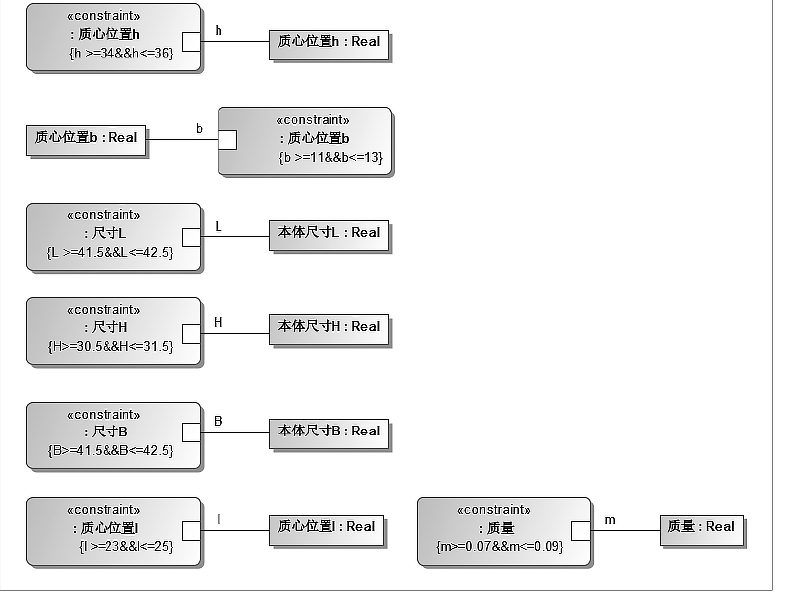 «constraint»
: 质心位置h
{h >=34&&h<=36}
h
质心位置h : Real
质心位置b : Real
b
«constraint»
: 质心位置b
{b >=11&&b<=13}
«constraint»
: 尺寸L
{L >=41.5&&L<=42.5}
L
本体尺寸L : Real
«constraint»
: 尺寸H
{H>=30.5&&H<=31.5}
H
本体尺寸H : Real
«constraint»
: 尺寸B
{B>=41.5&&B<=42.5}
B
本体尺寸B : Real
«constraint»
: 质心位置l
{l >=23&&l<=25}
l
质心位置l : Real
«constraint»
: 质量
{m>=0.07&&m<=0.09}
m
质量 : Real